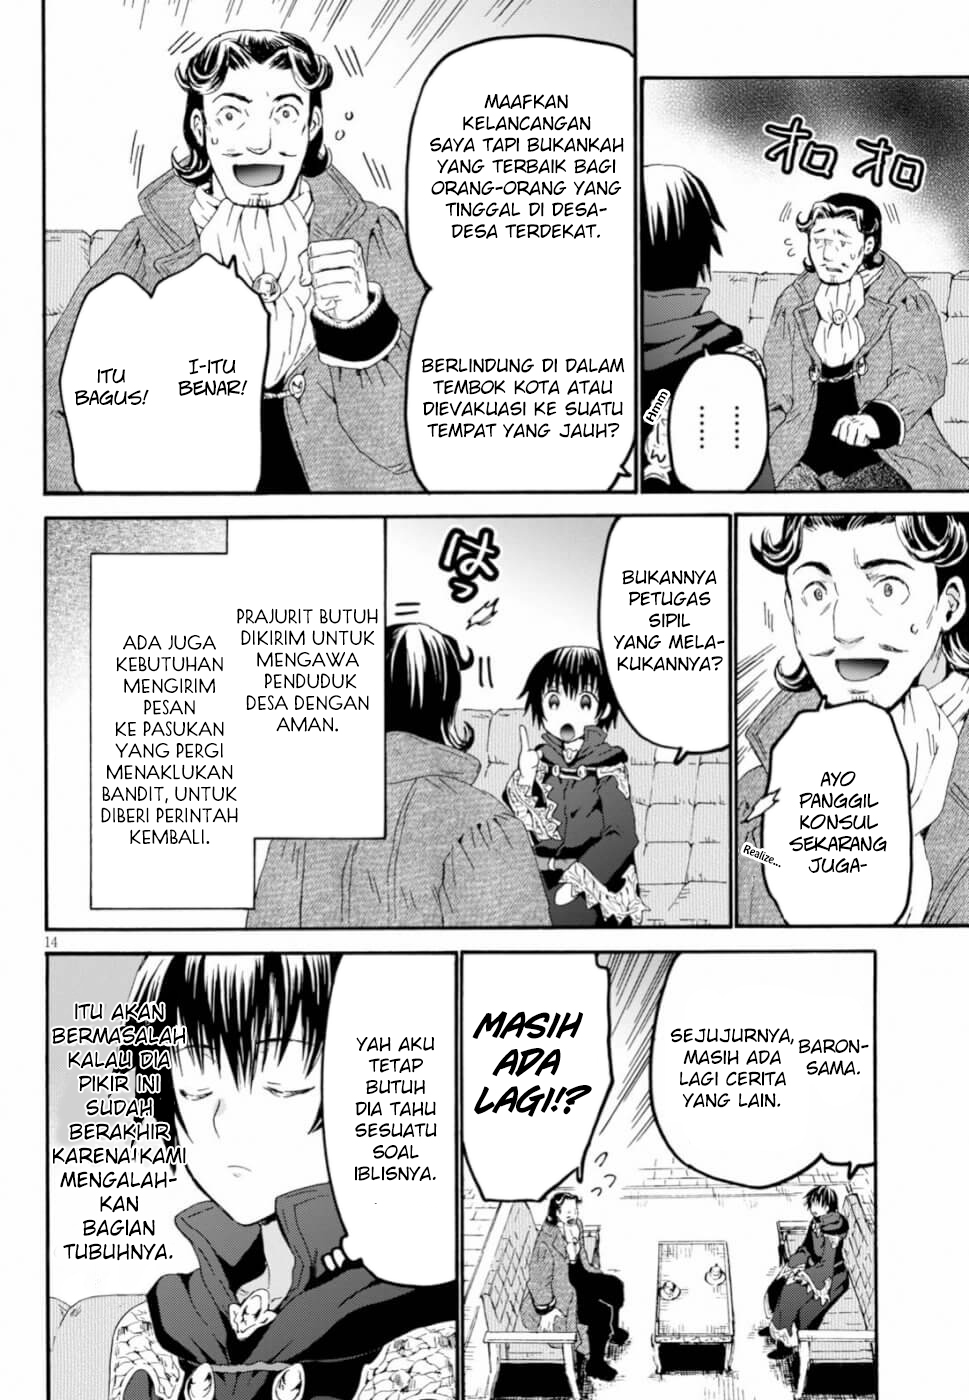 オロオロ
……
……
Hmm
MAAFKAN
KELANCANGAN
SAYA TAPI BUKANKAH
YANG TERBAIK BAGI
ORANG-ORANG YANG
TINGGAL DI DESA-
DESA TERDEKAT.
BERLINDUNG DI DALAM
TEMBOK KOTA ATAU
DIEVAKUASI KE SUATU
TEMPAT YANG JAUH?
I-ITU
BENAR!
ITU
BAGUS!
AYO
PANGGIL
KONSUL
SEKARANG
JUGA-
Realize...
BUKANNYA
PETUGAS
SIPIL
YANG MELA-
KUKANNYA?
はっ
PRAJURIT BUTUH
DIKIRIM UNTUK
MENGAWA
PENDUDUK
DESA DENGAN
AMAN.
ADA JUGA
KEBUTUHAN
MENGIRIM
PESAN
KE PASUKAN
YANG PERGI
MENAKLUKAN
BANDIT, UNTUK
DIBERI PERINTAH
KEMBALI.
14
BARON-
SAMA.
SEJUJURNYA,
MASIH ADA
LAGI CERITA
YANG LAIN.
MASIH
ADA
LAGI!?
YAH AKU
TETAP
BUTUH
DIA TAHU
SESUATU
SOAL
IBLISNYA.
ITU AKAN
BERMASALAH
KALAU DIA
PIKIR INI
SUDAH
BERAKHIR
KARENA KAMI
MENGALAH-
KAN
BAGIAN
TUBUHNYA.